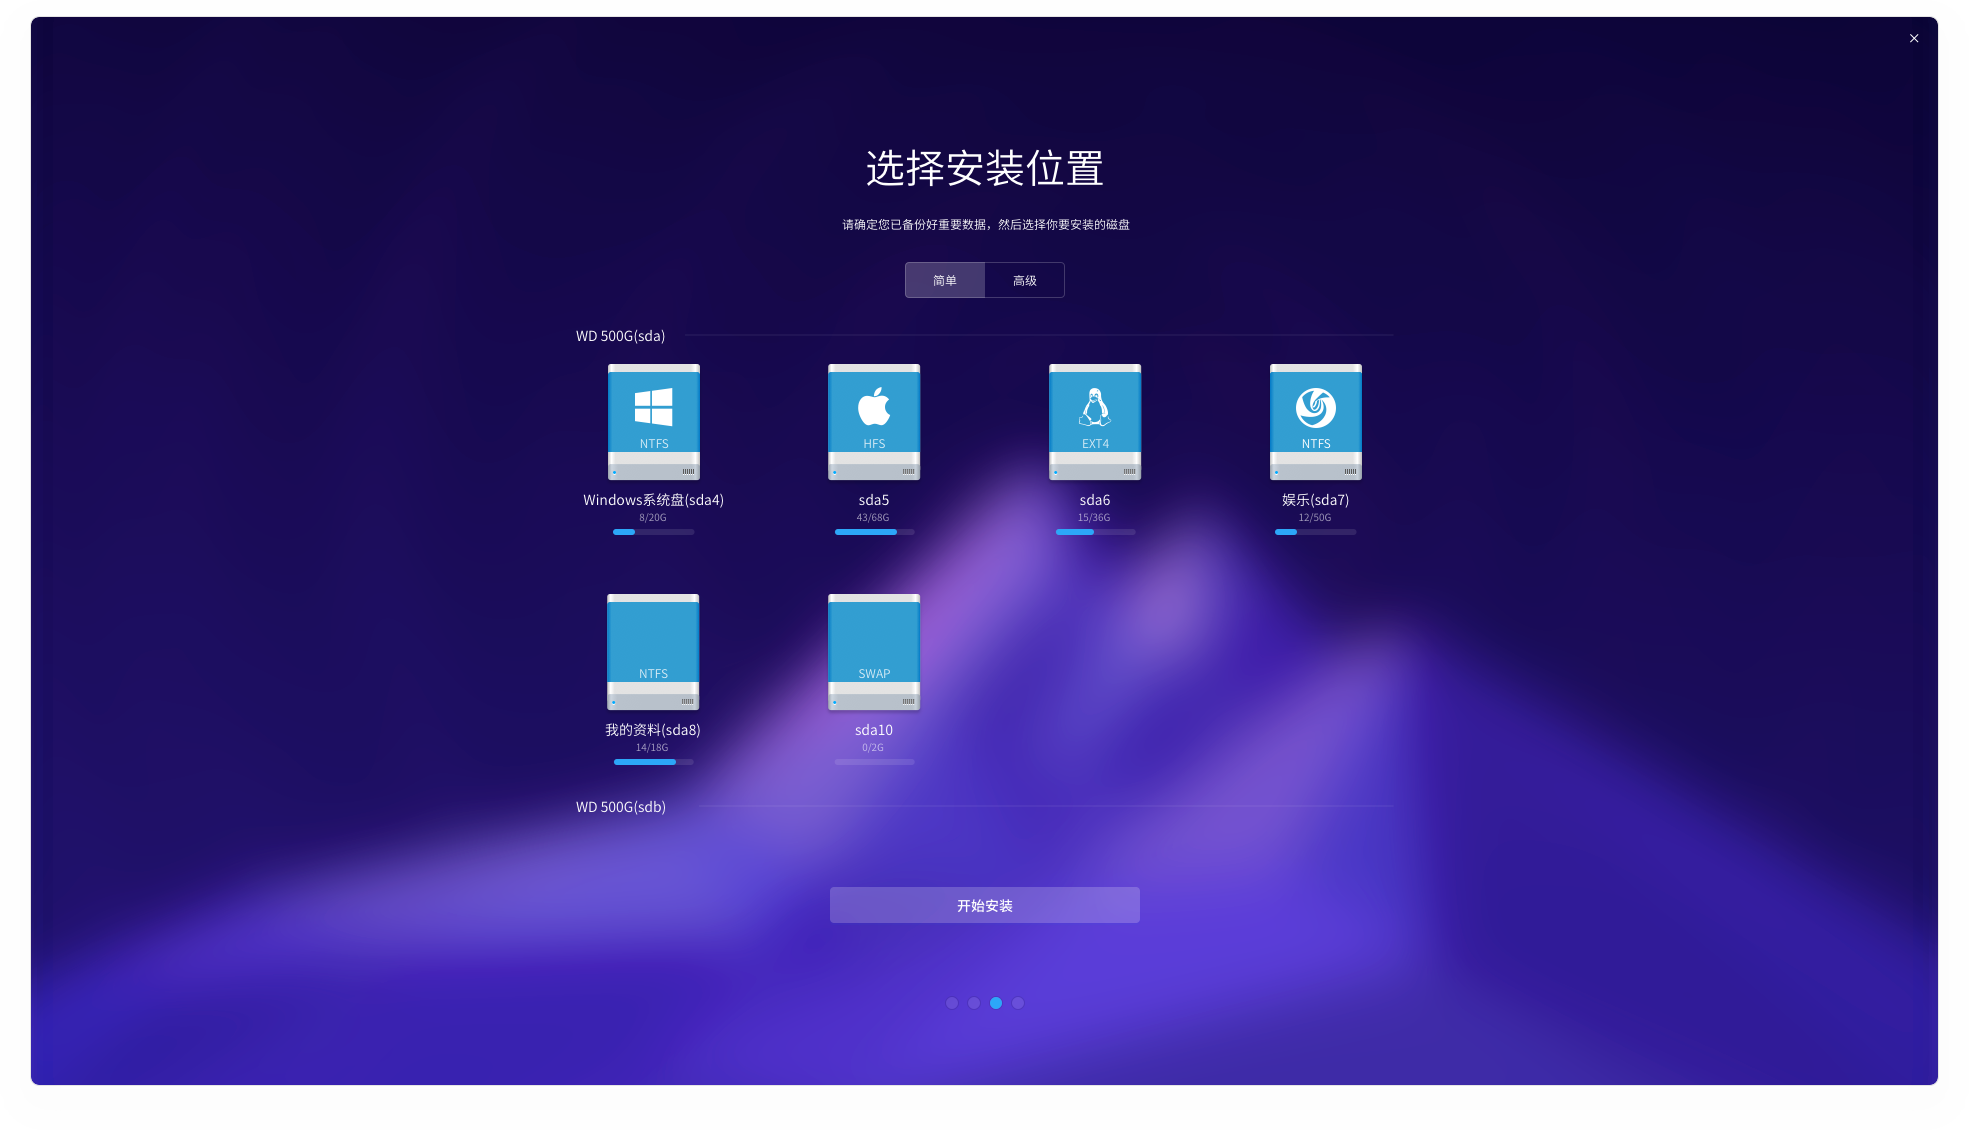 选择安装位置
请确定您已备份好重要数据，然后选择你要安装的磁盘
简单 高级
WD 500G(sda)
NTFS HFS EXT4 NTFS
Windows系统盘(sda4) sda5 sda6 娱乐(sda7)
8/20G 43/68G 15/36G 12/50G
NTFS SWAP
我的资料(sda8) sda10
14/18G 0/2G
WD 500G(sdb)
开始安装